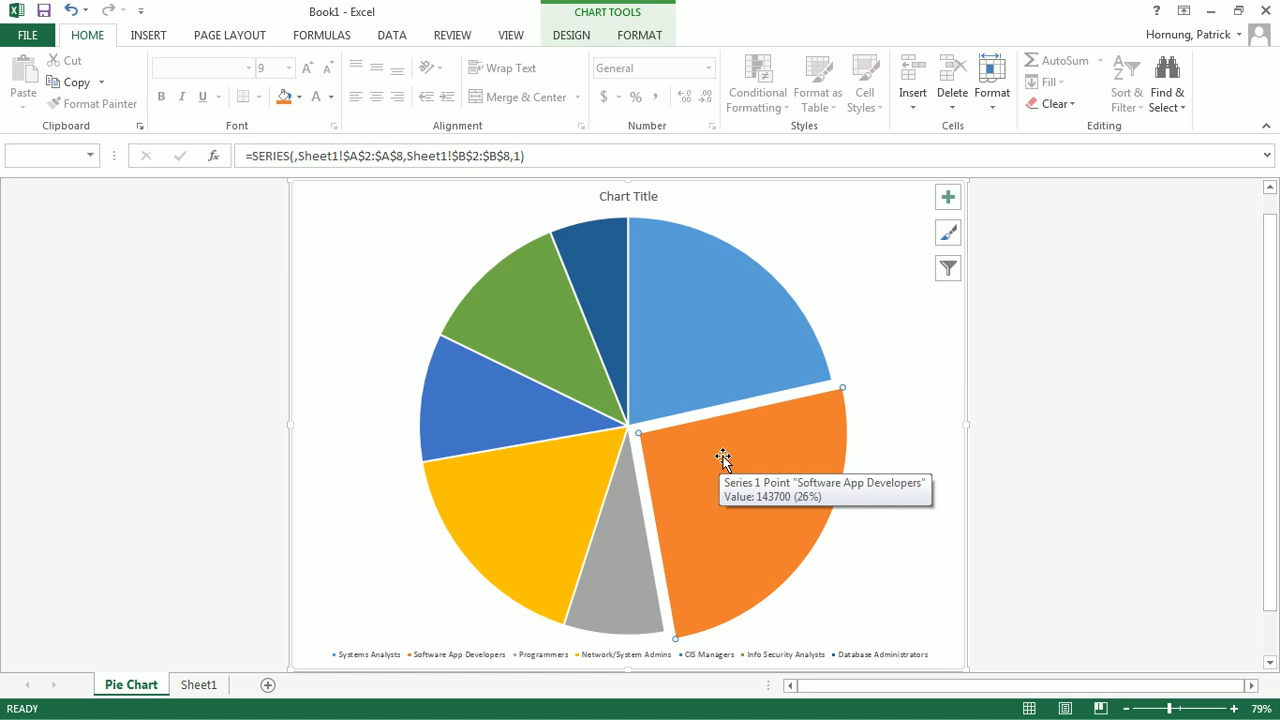 Book1 - Excel
CHART TOOLS
?
FILE HOME INSERT PAGE LAYOUT FORMULAS DATA REVIEW VIEW DESIGN FORMAT Hornung, Patrick
Paste
Cut
Copy
Format Painter
Clipboard
9
A A
B I U A
Font
Wrap Text
Merge & Center
Alignment
General
$ % ,
Number
Conditional Formatting
Format as Table
Cell Styles
Styles
Insert Delete Format
Cells
AutoSum
Fill
Clear
Sort & Filter
Find & Select
Editing
fx =SERIES(,Sheet1!$A$2:$A$8,Sheet1!$B$2:$B$8,1)
Chart Title
Series 1 Point "Software App Developers"
Value: 143700 (26%)
Systems Analysts Software App Developers Programmers Network/System Admins CIS Managers Info Security Analysts Database Administrators
Pie Chart Sheet1
READY 79%